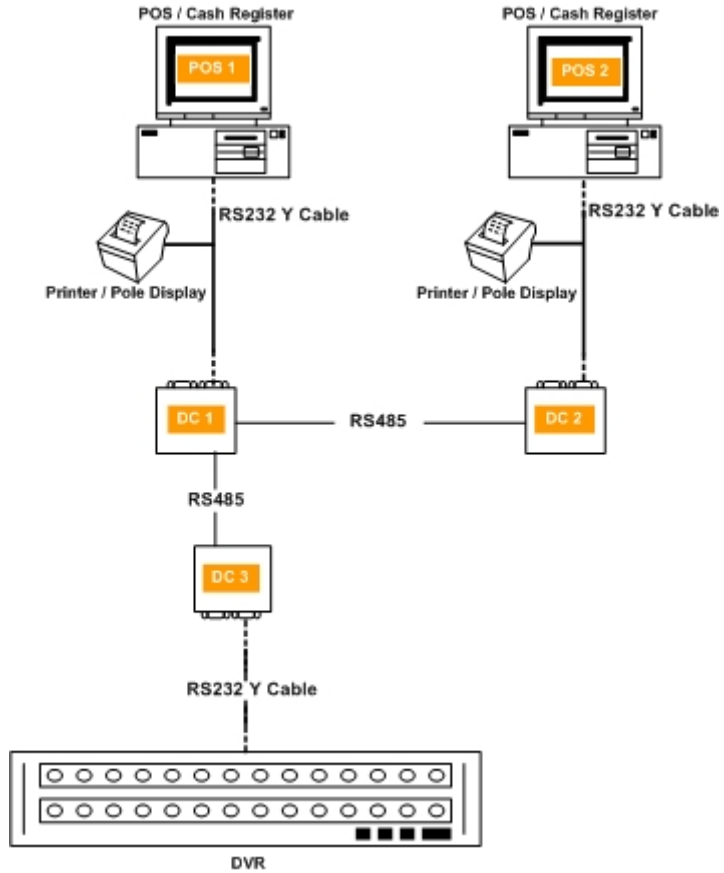 POS / Cash Register
POS / Cash Register
POS 1
POS 2
RS232 Y Cable
RS232 Y Cable
Printer / Pole Display
Printer / Pole Display
DC 1
RS485
DC 2
RS485
DC 3
RS232 Y Cable
DVR